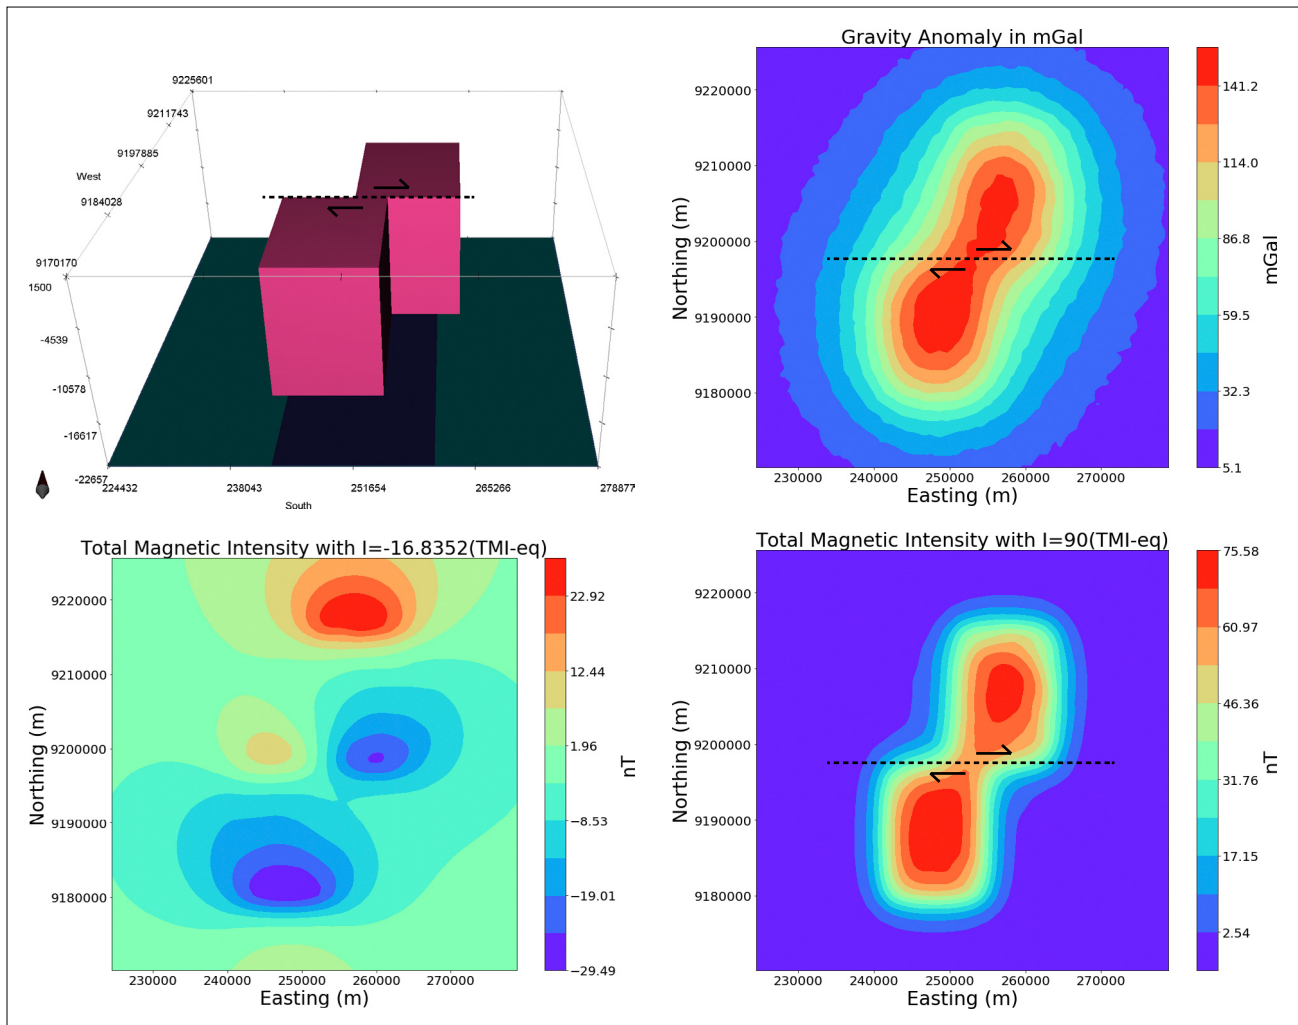 9225601
9211743
9197885
West
9184028
9170170
1500
-4539
-10578
-16617
-22657
224432
238043
251654
265266
278877
South
Gravity Anomaly in mGal
9220000
9210000
9200000
9190000
9180000
Northing (m)
230000 240000 250000 260000 270000
Easting (m)
141.2
114.0
86.8
59.5
32.3
5.1
mGal
Total Magnetic Intensity with I=-16.8352(TMI-eq)
9220000
9210000
9200000
9190000
9180000
Northing (m)
230000 240000 250000 260000 270000
Easting (m)
22.92
12.44
1.96
−8.53
−19.01
−29.49
nT
Total Magnetic Intensity with I=90(TMI-eq)
9220000
9210000
9200000
9190000
9180000
Northing (m)
230000 240000 250000 260000 270000
Easting (m)
75.58
60.97
46.36
31.76
17.15
2.54
nT